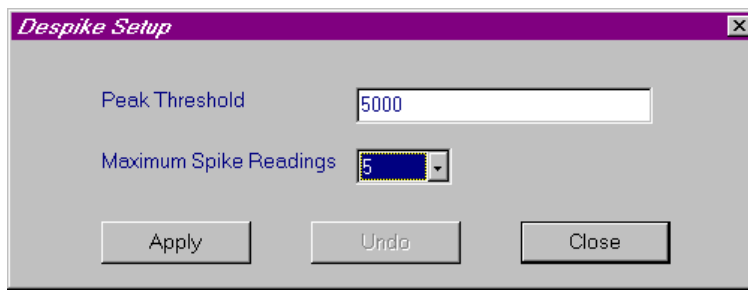 Despike Setup
Peak Threshold 5000
Maximum Spike Readings 5
Apply Undo Close